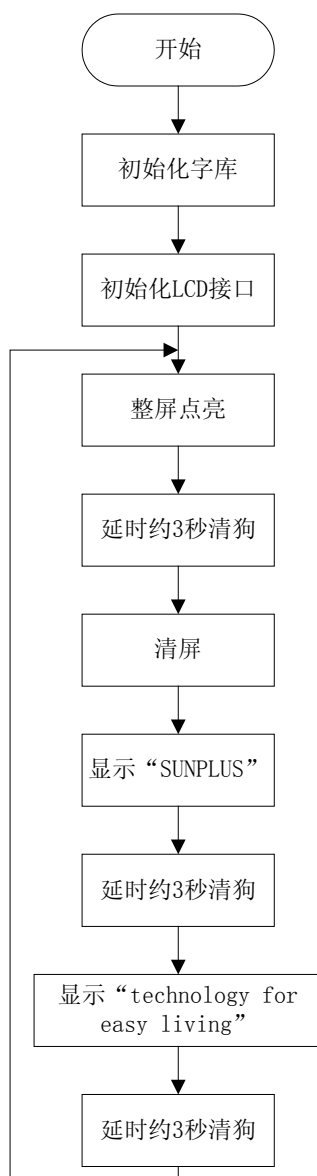 开始
初始化字库
初始化LCD接口
整屏点亮
延时约3秒清狗
清屏
显示“SUNPLUS”
延时约3秒清狗
显示“technology for
easy living”
延时约3秒清狗